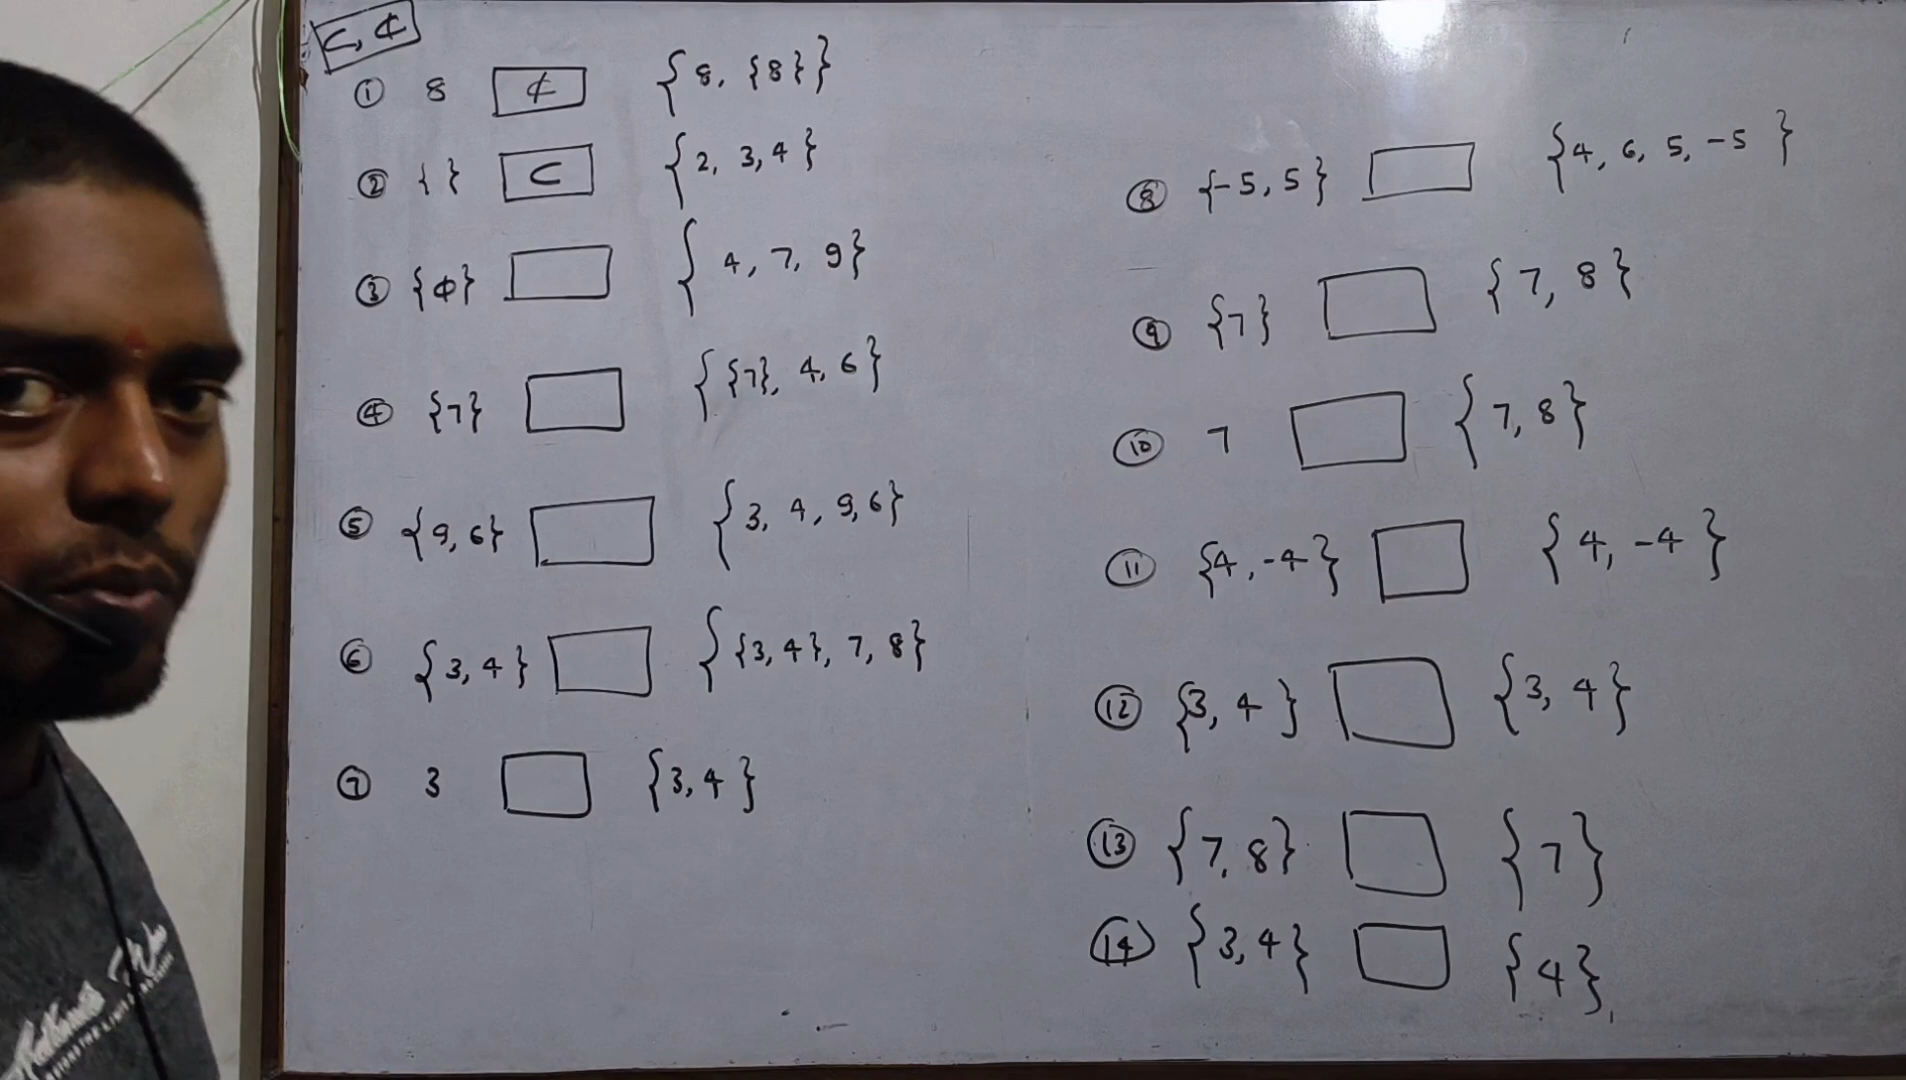 ⊂, ⊄
① 8 ⊄ { 8, {8} }
② { } ⊂ { 2, 3, 4 }
③ {ϕ} { 4, 7, 9 }
④ {7} { {7}, 4, 6 }
⑤ {9, 6} { 3, 4, 9, 6 }
⑥ { 3, 4 } { {3, 4}, 7, 8 }
⑦ 3 { 3, 4 }
⑧ {-5, 5} { 4, 6, 5, -5 }
⑨ {7} { 7, 8 }
⑩ 7 { 7, 8 }
⑪ {4, -4} { 4, -4 }
⑫ {3, 4} { 3, 4 }
⑬ { 7, 8 } { 7 }
⑭ { 3, 4 } { 4 }